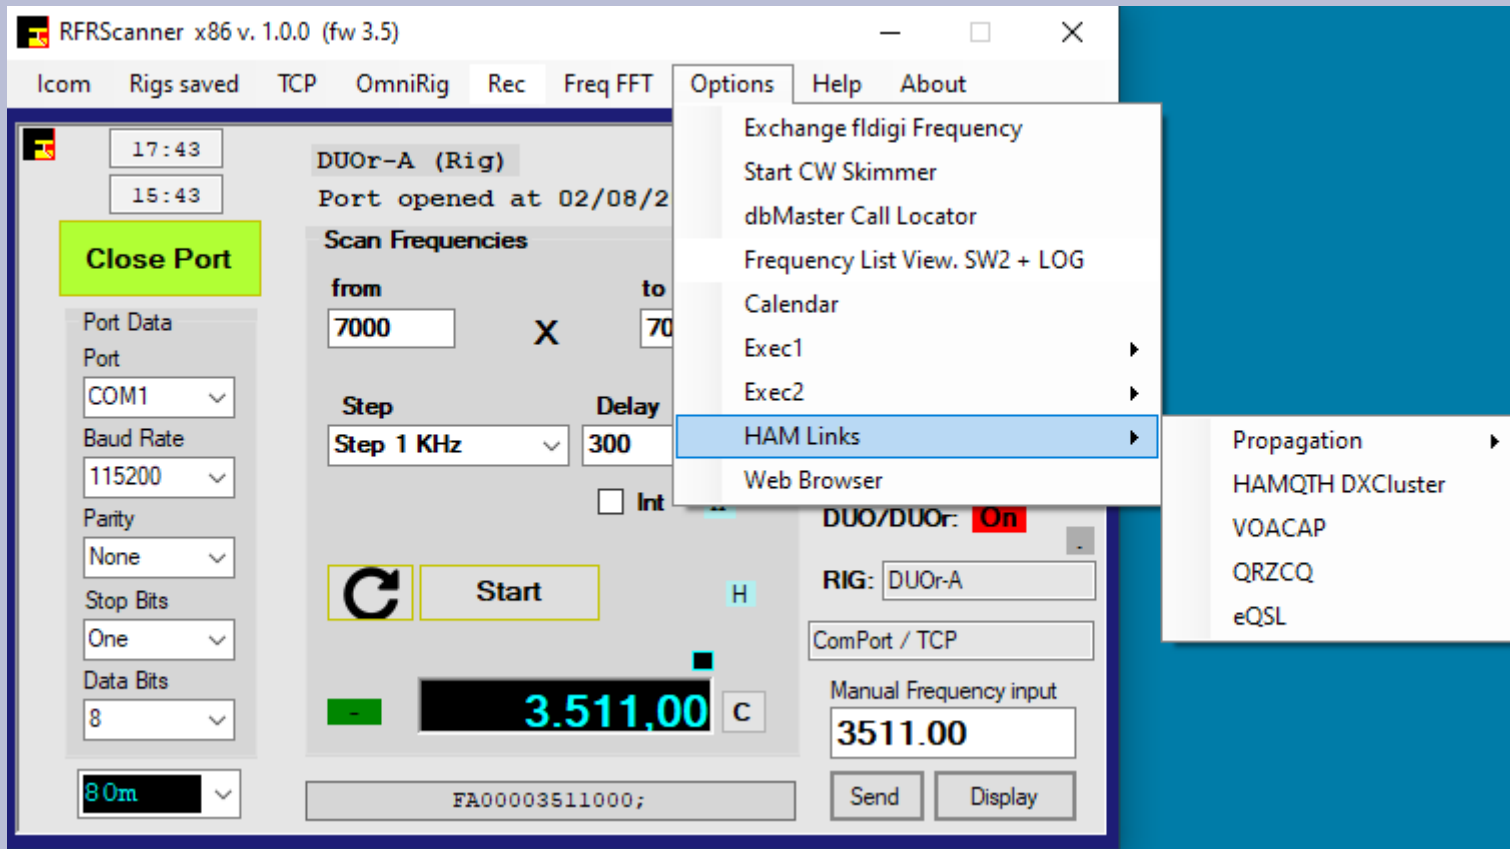 RFRScanner x86 v. 1.0.0 (fw 3.5)
Icom Rigs saved TCP OmniRig Rec Freq FFT Options Help About
17:43
15:43
DUOr-A (Rig)
Port opened at 02/08/2
Close Port
Port Data
Port
COM1
Baud Rate
115200
Parity
None
Stop Bits
One
Data Bits
8
80m
Scan Frequencies
from to
7000 X 70
Step Delay
Step 1 KHz 300
Int
Start H
- 3.511,00 C
FA00003511000;
Exchange fldigi Frequency
Start CW Skimmer
dbMaster Call Locator
Frequency List View. SW2 + LOG
Calendar
Exec1
Exec2
HAM Links
Web Browser
Propagation
HAMQTH DXCluster
VOACAP
QRZCQ
eQSL
DUO/DUOr: On
.
RIG: DUOr-A
ComPort / TCP
Manual Frequency input
3511.00
Send Display